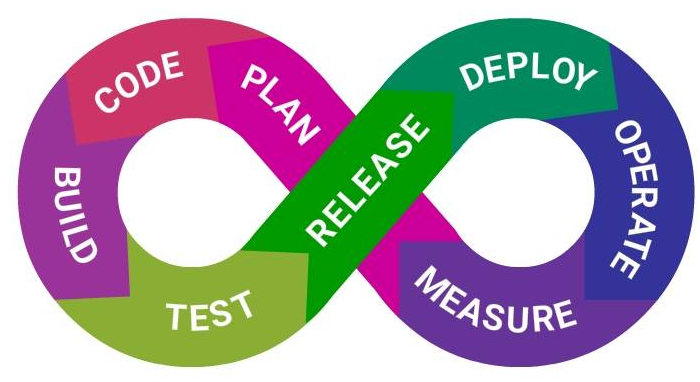 PLAN
CODE
BUILD
TEST
RELEASE
DEPLOY
OPERATE
MEASURE